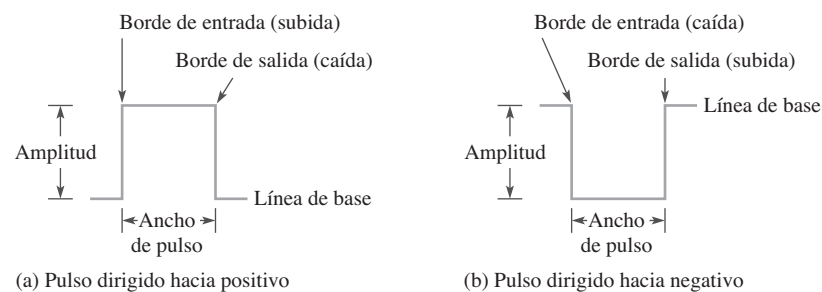 Borde de entrada (subida)
Borde de salida (caída)
Amplitud
Línea de base
Ancho
de pulso
(a) Pulso dirigido hacia positivo
Borde de entrada (caída)
Borde de salida (subida)
Línea de base
Amplitud
Ancho
de pulso
(b) Pulso dirigido hacia negativo